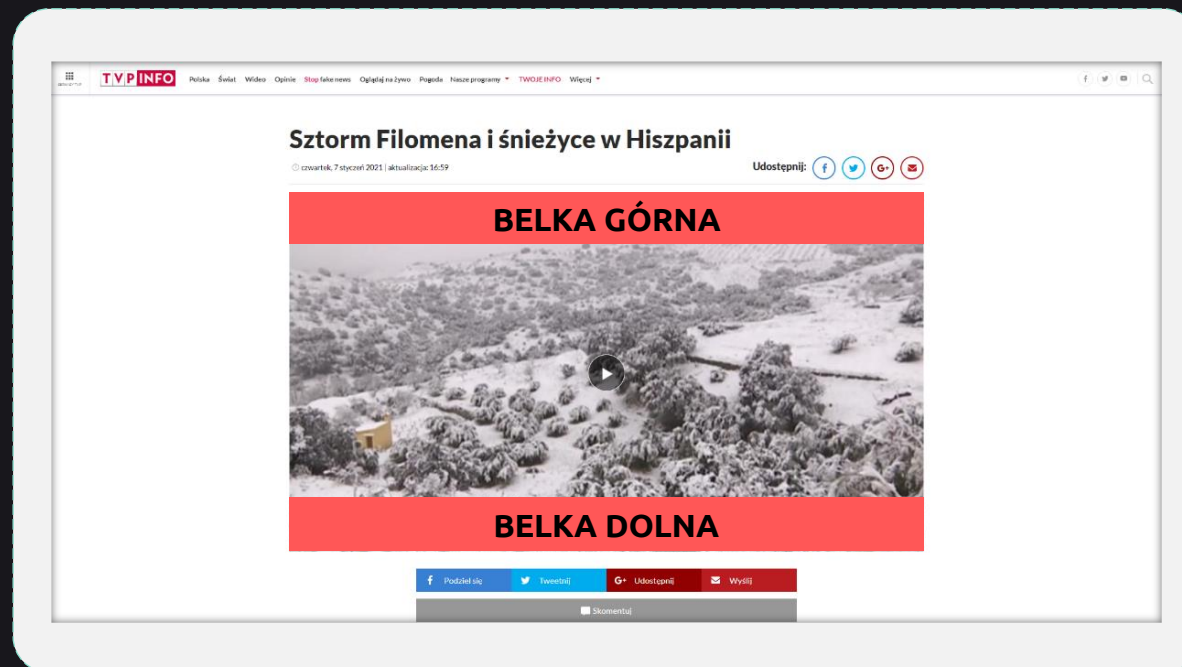 TVP INFO Polska Świat Wideo Opinie Stop fake news Oglądaj na żywo Pogoda Nasze programy TWOJE INFO Więcej
Sztorm Filomena i śnieżyce w Hiszpanii
czwartek, 7 styczeń 2021 | aktualizacja: 16:59
Udostępnij:
BELKA GÓRNA
BELKA DOLNA
Podziel się Tweetnij G+ Udostępnij Wyślij
Skomentuj